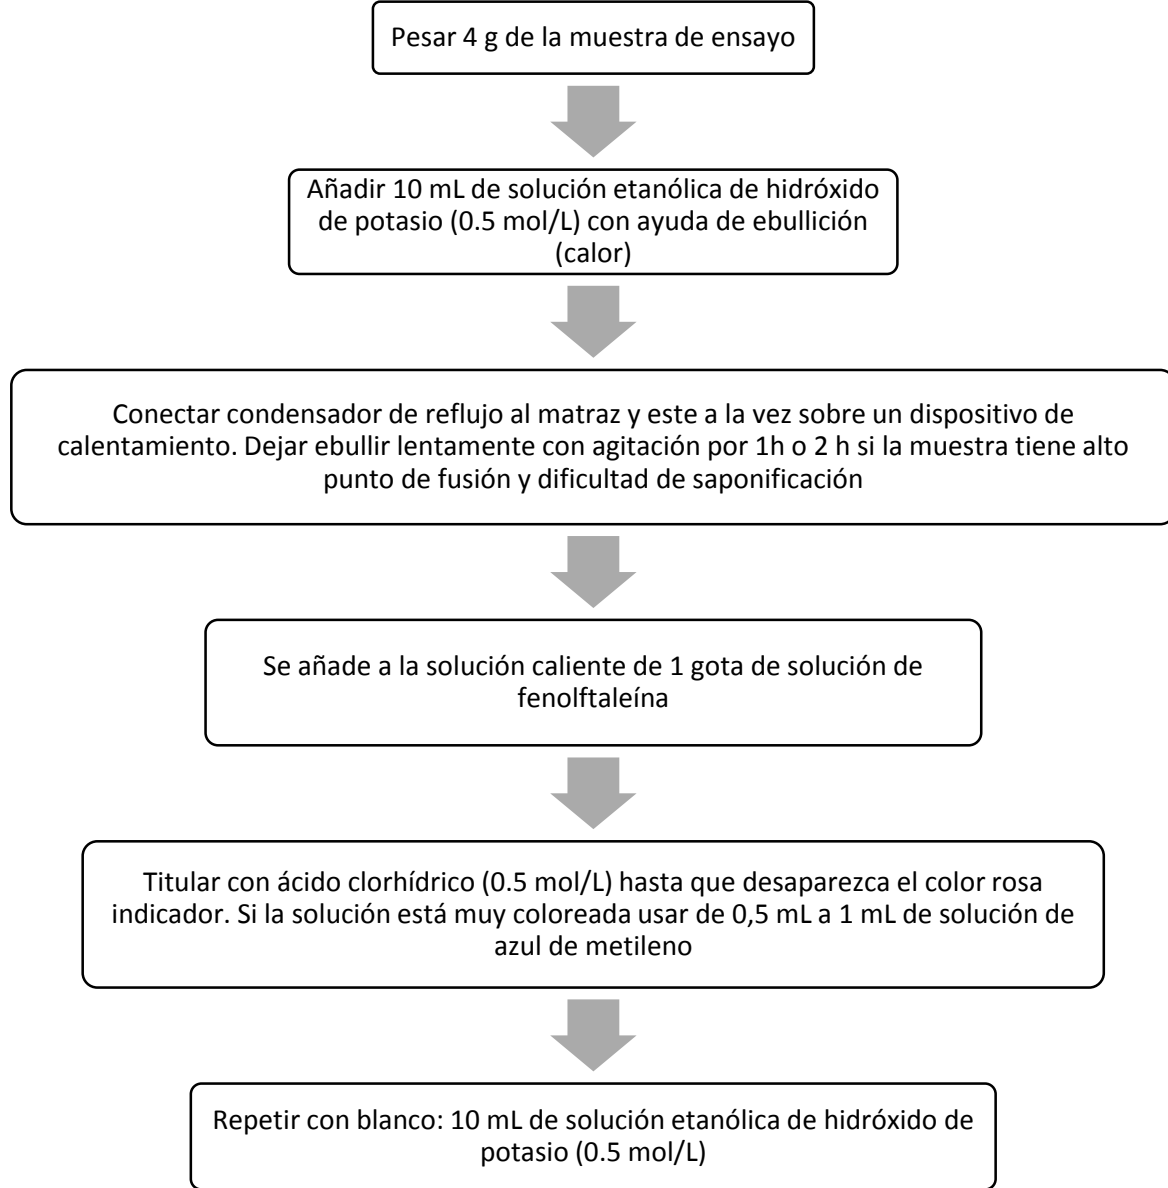 Pesar 4 g de la muestra de ensayo
Añadir 10 mL de solución etanólica de hidróxido
de potasio (0.5 mol/L) con ayuda de ebullición
(calor)
Conectar condensador de reflujo al matraz y este a la vez sobre un dispositivo de
calentamiento. Dejar ebullir lentamente con agitación por 1h o 2 h si la muestra tiene alto
punto de fusión y dificultad de saponificación
Se añade a la solución caliente de 1 gota de solución de
fenolftaleína
Titular con ácido clorhídrico (0.5 mol/L) hasta que desaparezca el color rosa
indicador. Si la solución está muy coloreada usar de 0,5 mL a 1 mL de solución de
azul de metileno
Repetir con blanco: 10 mL de solución etanólica de hidróxido de
potasio (0.5 mol/L)